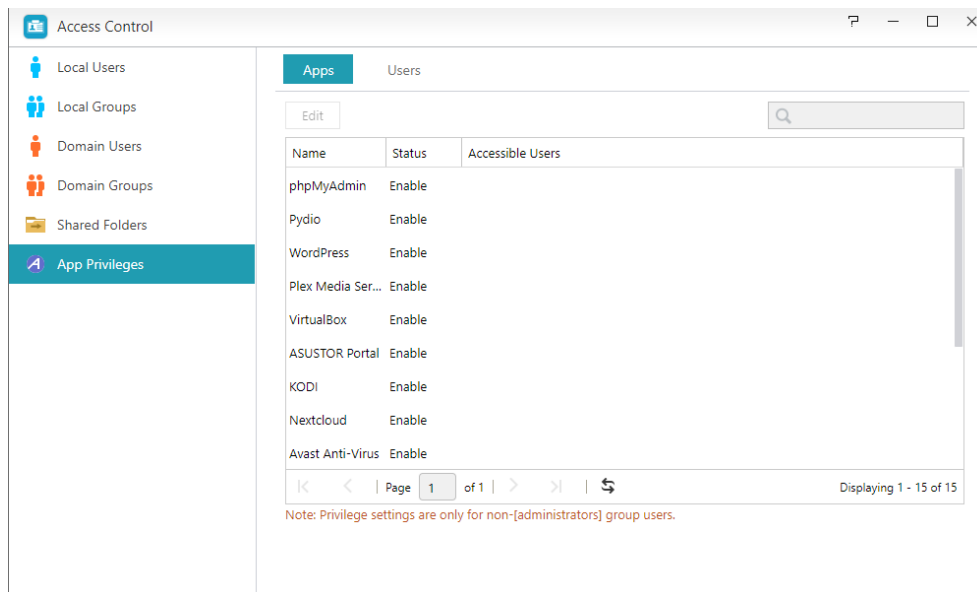 Access Control
Local Users
Local Groups
Domain Users
Domain Groups
Shared Folders
App Privileges
Apps Users
Edit
Name Status Accessible Users
phpMyAdmin Enable
Pydio Enable
WordPress Enable
Plex Media Ser... Enable
VirtualBox Enable
ASUSTOR Portal Enable
KODI Enable
Nextcloud Enable
Avast Anti-Virus Enable
Page 1 of 1 Displaying 1 - 15 of 15
Note: Privilege settings are only for non-[administrators] group users.